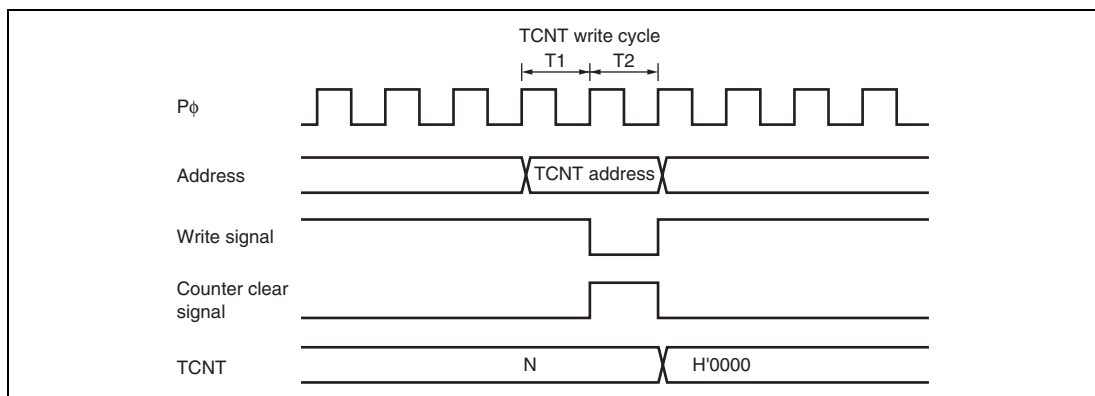 TCNT write cycle
T1 T2
Pϕ
Address TCNT address
Write signal
Counter clear
signal
TCNT N H'0000